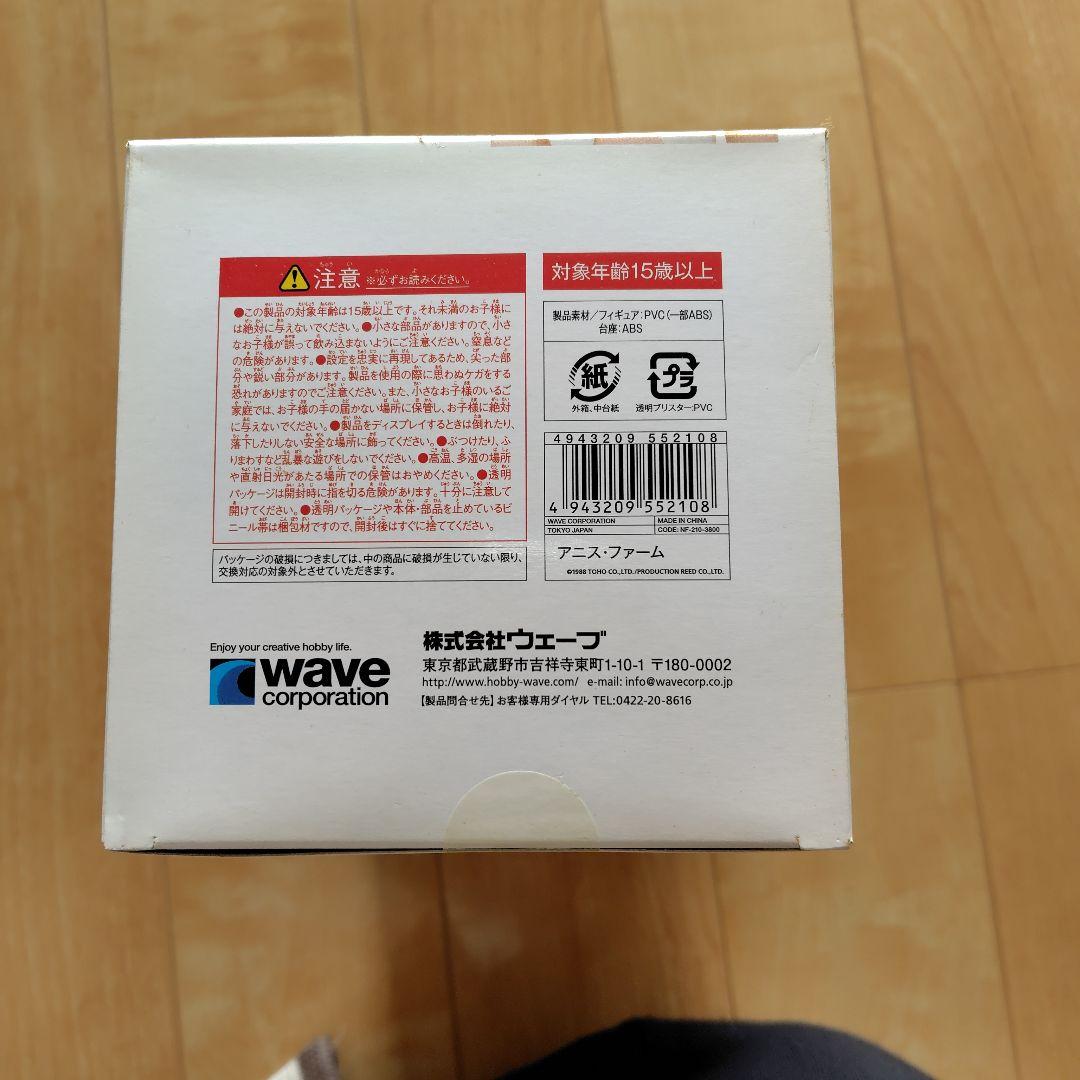 注意 ※必ずお読みください。
●この製品の対象年齢は15歳以上です。それ未満のお子様に
は絶対に与えないでください。●小さな部品がありますので、小さ
なお子様が誤って飲み込まないようにご注意ください。窒息など
の危険があります。●設定を忠実に再現してあるため、尖った部
分や鋭い部分があります。製品を使用の際に思わぬケガをする
恐れがありますのでご注意ください。また、小さなお子様のいるご
家庭では、お子様の手の届かない場所に保管し、お子様に絶対
に与えないでください。●製品をディスプレイするときは倒れたり、
落下したりしない安全な場所に飾ってください。●ぶつけたり、ふ
りまわすなど乱暴な遊びをしないでください。●高温、多湿の場所
や直射日光があたる場所での保管はおやめください。●透明
パッケージは開封時に指を切る危険があります。十分に注意して
開けてください。●透明パッケージや本体・部品を止めているビ
ニール帯は梱包材ですので、開封後はすぐに捨ててください。
パッケージの破損につきましては、中の商品に破損が生じていない限り、
交換対応の対象外とさせていただきます。
対象年齢15歳以上
製品素材/フィギュア:PVC(一部ABS)
台座:ABS
紙 プラ
外箱、中台紙 透明ブリスター:PVC
4943209 552108
4 943209 552108
WAVE CORPORATION MADE IN CHINA
TOKYO JAPAN CODE: NF-210-3800
アニス・ファーム
©1988 TOHO CO.,LTD./PRODUCTION REED CO.,LTD.
Enjoy your creative hobby life.
wave
corporation
株式会社ウェーブ
東京都武蔵野市吉祥寺東町1-10-1 〒180-0002
http://www.hobby-wave.com/ e-mail: info@wavecorp.co.jp
【製品問合せ先】お客様専用ダイヤル TEL:0422-20-8616